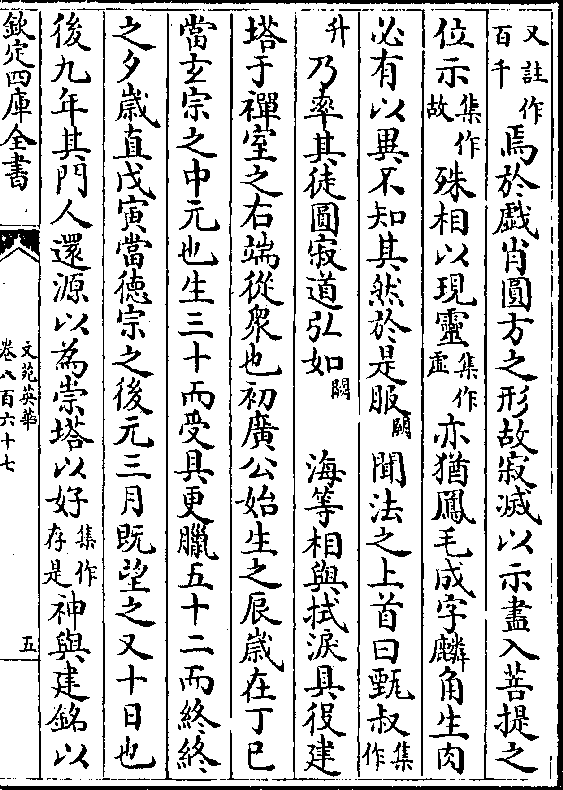 又註作百千焉於戲肖圓方之形故寂滅以示盡入菩提之
位示集作故殊相以現靈集作虛亦猶鳳毛成字麟角生肉
必有以異不知其然於是服闕聞法之上首曰甄叔集作
升乃率其徒圓寂道弘如闕海等相與拭淚具役建
塔于禪室之右端從衆也初廣公始生之辰嵗在丁巳
當玄宗之中元也生三十而受具更臘五十二而終終
之夕嵗直戊寅當德宗之後元三月既望之又十日也
後九年其門人還源以為崇塔以好集作存是神與建銘以
欽定四庫全書
文苑英華
卷八百六十七
五